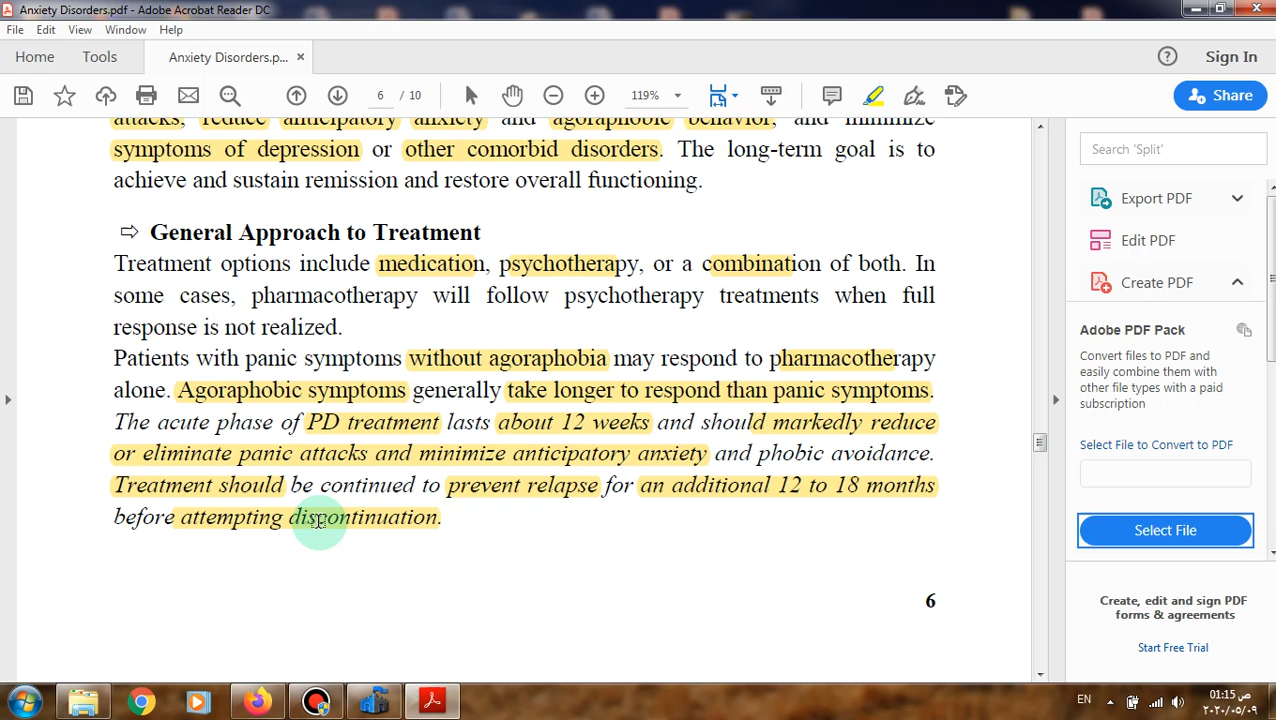 Anxiety Disorders.pdf - Adobe Acrobat Reader DC
File Edit View Window Help
Home Tools Anxiety Disorders.p... × Sign In
6 / 10 119% Share
attacks, reduce anticipatory anxiety and agoraphobic behavior, and minimize
symptoms of depression or other comorbid disorders. The long-term goal is to
achieve and sustain remission and restore overall functioning.
⇨ General Approach to Treatment
Treatment options include medication, psychotherapy, or a combination of both. In
some cases, pharmacotherapy will follow psychotherapy treatments when full
response is not realized.
Patients with panic symptoms without agoraphobia may respond to pharmacotherapy
alone. Agoraphobic symptoms generally take longer to respond than panic symptoms.
The acute phase of PD treatment lasts about 12 weeks and should markedly reduce
or eliminate panic attacks and minimize anticipatory anxiety and phobic avoidance.
Treatment should be continued to prevent relapse for an additional 12 to 18 months
before attempting discontinuation.
6
Search 'Split'
Export PDF
Edit PDF
Create PDF
Adobe PDF Pack
Convert files to PDF and
easily combine them with
other file types with a paid
subscription
Select File to Convert to PDF
Select File
Create, edit and sign PDF
forms & agreements
Start Free Trial
EN
01:15 ص
٢٠٢٠/٠٥/٠٩